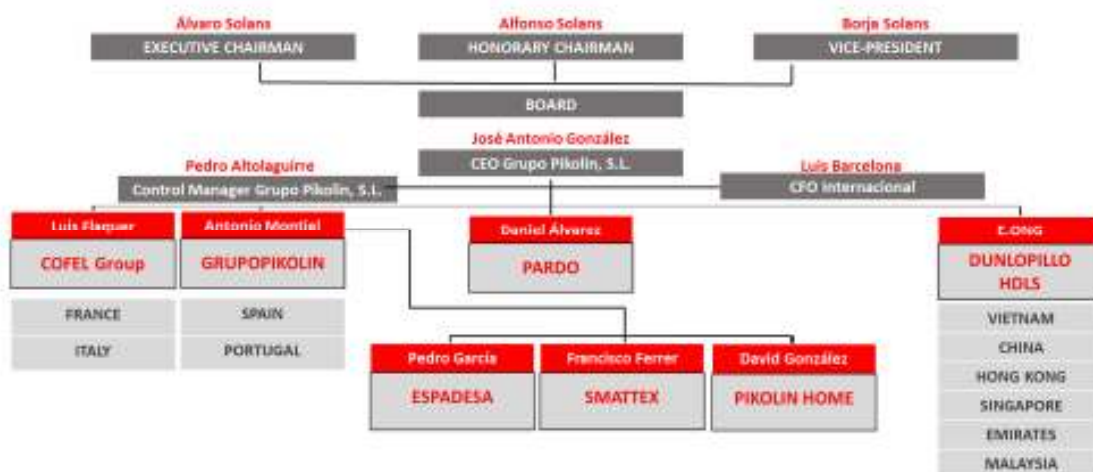 Álvaro Solans
EXECUTIVE CHAIRMAN
Alfonso Solans
HONORARY CHAIRMAN
Borja Solans
VICE-PRESIDENT
BOARD
José Antonio González
CEO Grupo Pikolin, S.L.
Pedro Altolaguirre
Control Manager Grupo Pikolin, S.L.
Luis Barcelona
CFO Internacional
Luis Flaquer
COFEL Group
FRANCE
ITALY
Antonio Montiel
GRUPOPIKOLIN
SPAIN
PORTUGAL
Daniel Álvarez
PARDO
E.ONG
DUNLOPILLO
HDLS
VIETNAM
CHINA
HONG KONG
SINGAPORE
EMIRATES
MALAYSIA
Pedro García
ESPADESA
Francisco Ferrer
SMATTEX
David González
PIKOLIN HOME